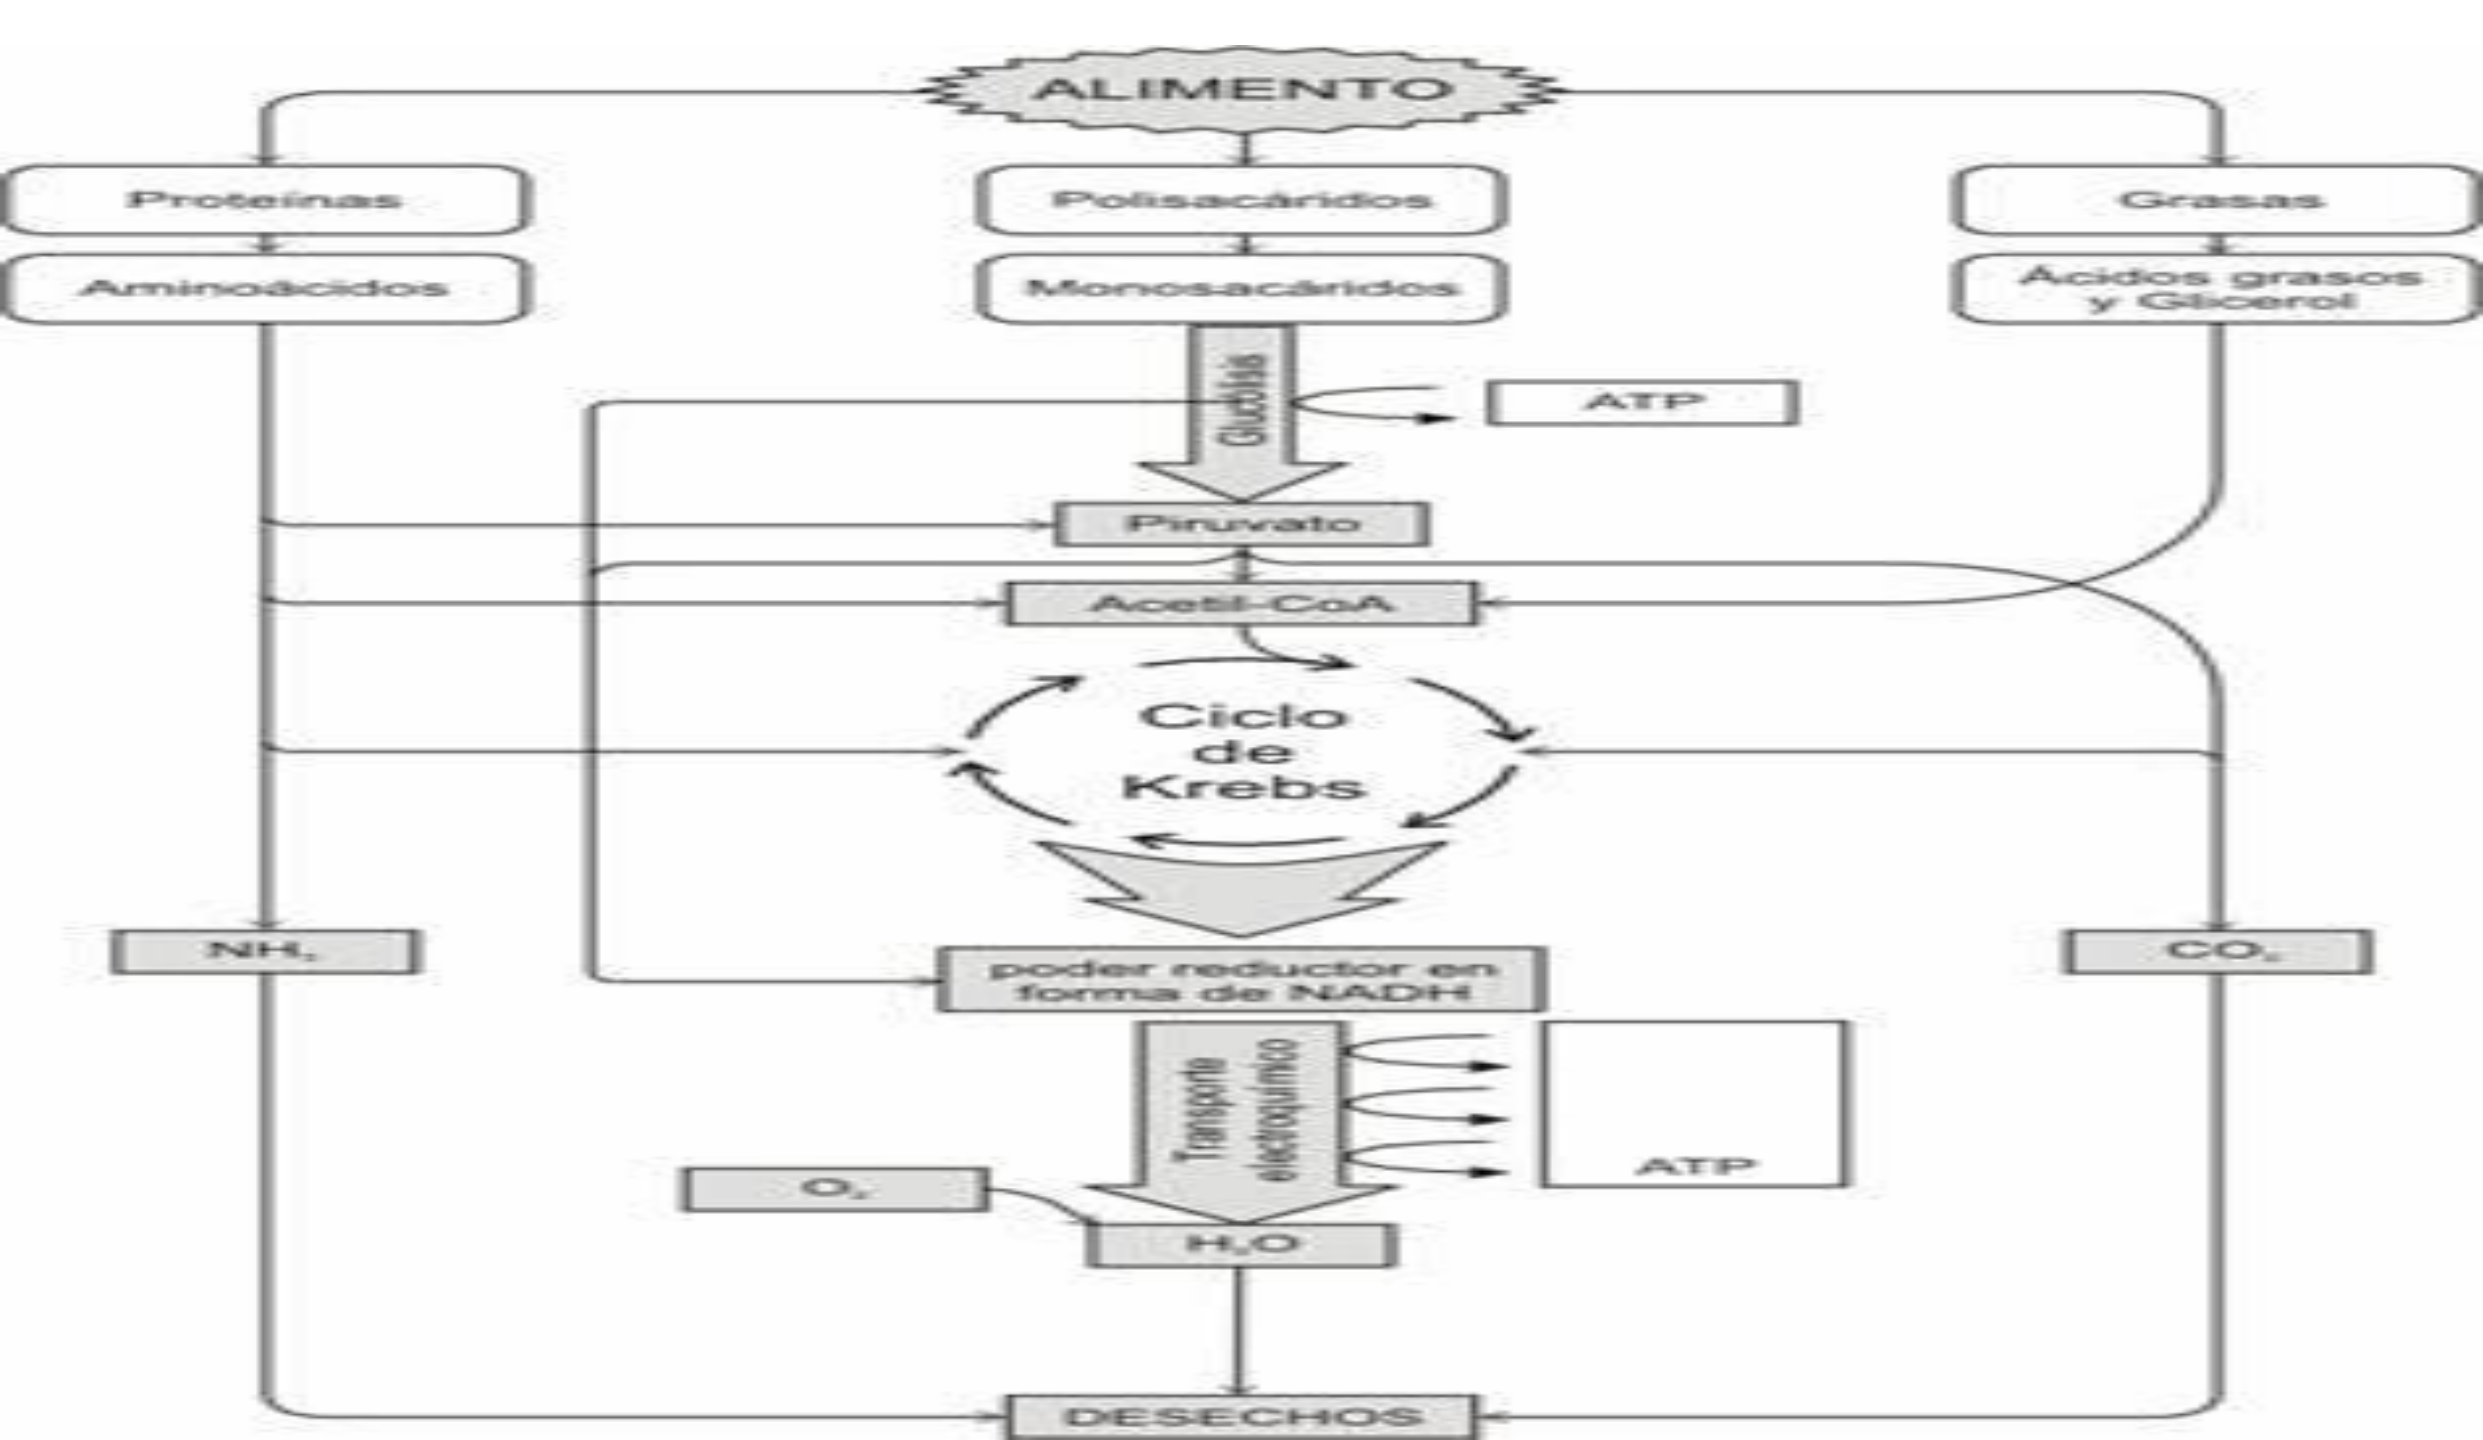 ALIMENTO
Proteínas
Polisacáridos
Grasas
Aminoácidos
Monosacáridos
Ácidos grasos
y Glicerol
Glucólisis
ATP
Piruvato
Acetil-CoA
Ciclo
de
Krebs
NH₃
CO₂
poder reductor en
forma de NADH
Transporte
electroquímico
ATP
O₂
H₂O
DESECHOS